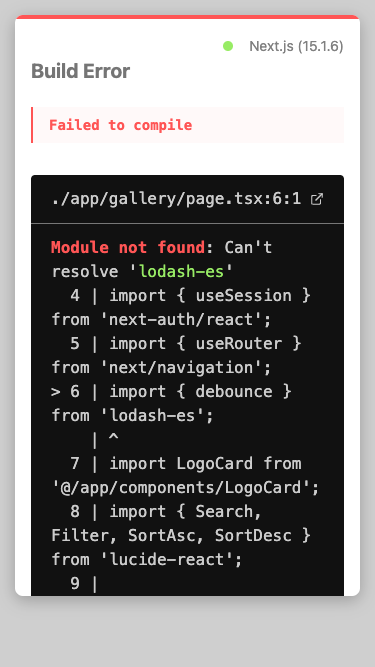 Next.js (15.1.6)
Build Error
Failed to compile
./app/gallery/page.tsx:6:1
Module not found: Can't
resolve 'lodash-es'
  4 | import { useSession }
from 'next-auth/react';
  5 | import { useRouter }
from 'next/navigation';
> 6 | import { debounce }
from 'lodash-es';
    | ^
  7 | import LogoCard from
'@/app/components/LogoCard';
  8 | import { Search,
Filter, SortAsc, SortDesc }
from 'lucide-react';
  9 |